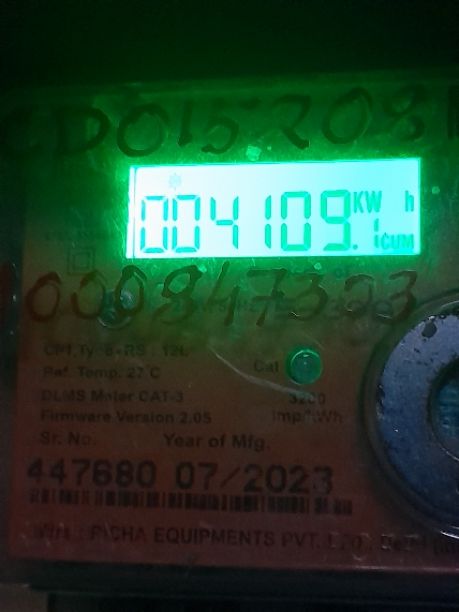 CD015208
KW h
004109.1
CUM
1000847323
Ref. Temp. 27 C
Cal
DLMS Meter CAT-3
3200
Firmware Version 2.05
imp/kWh
Sr. No. Year of Mfg.
447680 07/2023
EQUIPMENTS PVT. LTD.